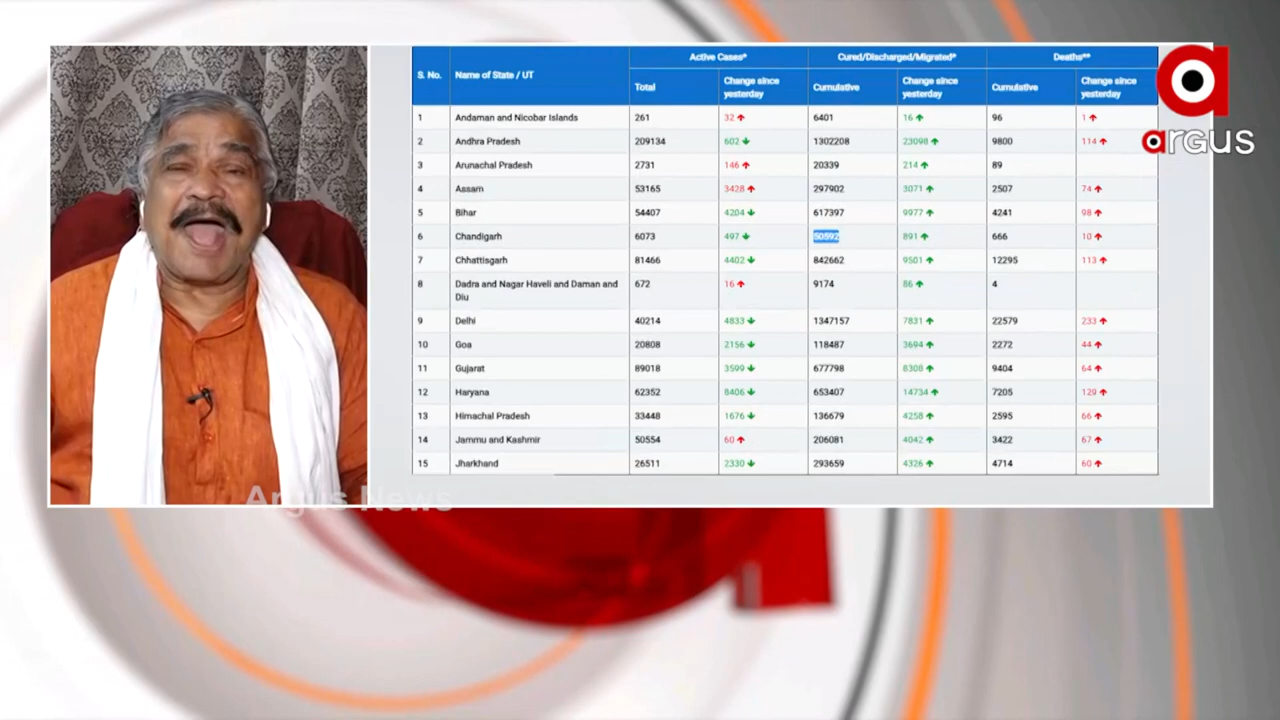 Active Cases* Cured/Discharged/Migrated* Deaths**
S. No. Name of State / UT Total Change since yesterday Cumulative Change since yesterday Cumulative Change since yesterday
1 Andaman and Nicobar Islands 261 32 ↑ 6401 16 ↑ 96 1 ↑
2 Andhra Pradesh 209134 602 ↓ 1302208 23098 ↑ 9800 114 ↑
3 Arunachal Pradesh 2731 146 ↑ 20339 214 ↑ 89
4 Assam 53165 3428 ↑ 297902 3071 ↑ 2507 74 ↑
5 Bihar 54407 4204 ↓ 617397 9977 ↑ 4241 98 ↑
6 Chandigarh 6073 497 ↓ 50592 891 ↑ 666 10 ↑
7 Chhattisgarh 81466 4402 ↓ 842662 9501 ↑ 12295 113 ↑
8 Dadra and Nagar Haveli and Daman and Diu 672 16 ↑ 9174 86 ↑ 4
9 Delhi 40214 4833 ↓ 1347157 7831 ↑ 22579 233 ↑
10 Goa 20808 2156 ↓ 118487 3694 ↑ 2272 44 ↑
11 Gujarat 89018 3599 ↓ 677798 8308 ↑ 9404 64 ↑
12 Haryana 62352 8406 ↓ 653407 14734 ↑ 7205 129 ↑
13 Himachal Pradesh 33448 1676 ↓ 136679 4258 ↑ 2595 66 ↑
14 Jammu and Kashmir 50554 60 ↑ 206081 4042 ↑ 3422 67 ↑
15 Jharkhand 26511 2330 ↓ 293659 4326 ↑ 4714 60 ↑
argus
Argus News